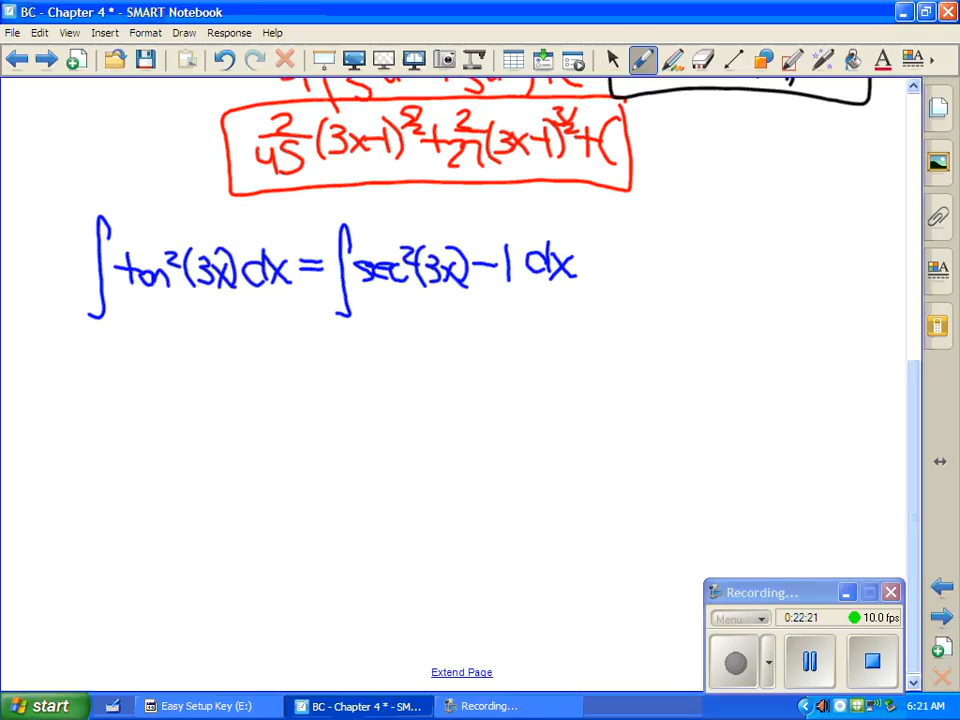 BC - Chapter 4 * - SMART Notebook
File Edit View Insert Format Draw Response Help
2/45 (3x-1)^5/2 + 2/27 (3x-1)^3/2 + C
∫ tan²(3x) dx = ∫ sec²(3x) - 1 dx
Recording...
Menu 0:22:21 10.0 fps
Extend Page
start Easy Setup Key (E:) BC - Chapter 4 * - SM... Recording... 6:21 AM